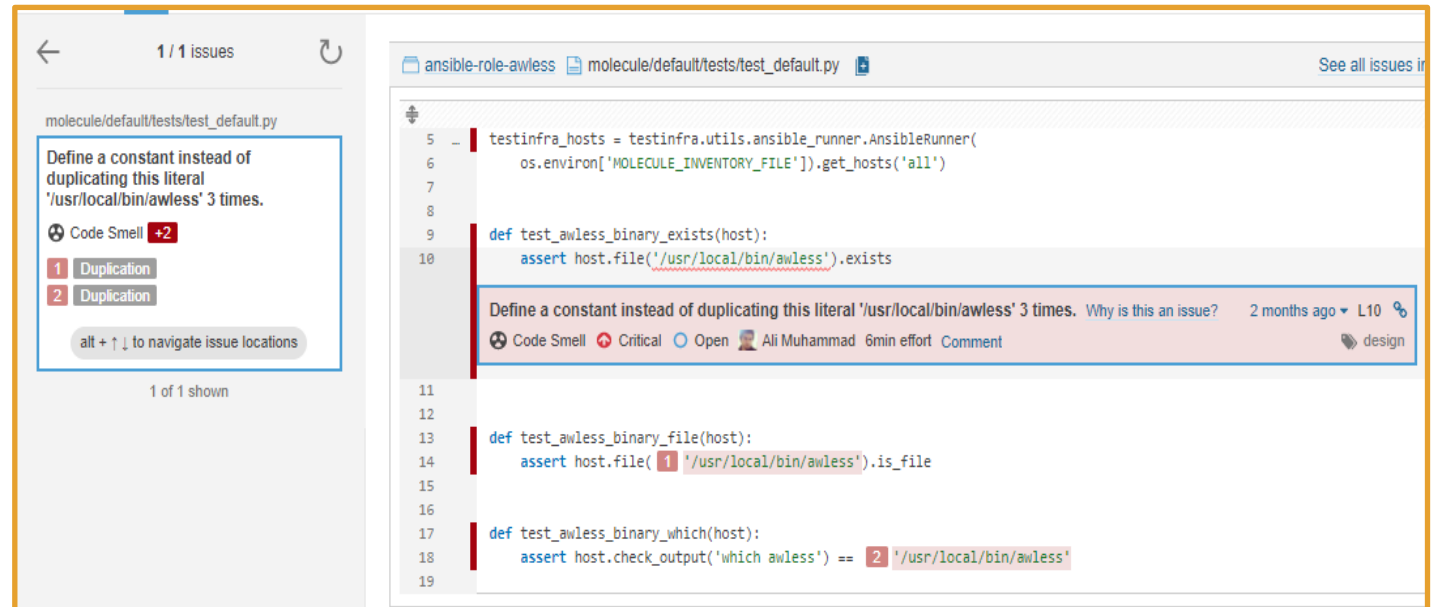 1 / 1 issues
molecule/default/tests/test_default.py
Define a constant instead of
duplicating this literal
'/usr/local/bin/awless' 3 times.
Code Smell +2
1 Duplication
2 Duplication
alt + ↑ ↓ to navigate issue locations
1 of 1 shown
ansible-role-awless molecule/default/tests/test_default.py See all issues in
5 … testinfra_hosts = testinfra.utils.ansible_runner.AnsibleRunner(
6 os.environ['MOLECULE_INVENTORY_FILE']).get_hosts('all')
7
8
9 def test_awless_binary_exists(host):
10 assert host.file('/usr/local/bin/awless').exists
Define a constant instead of duplicating this literal '/usr/local/bin/awless' 3 times. Why is this an issue? 2 months ago L10
Code Smell Critical Open Ali Muhammad 6min effort Comment design
11
12
13 def test_awless_binary_file(host):
14 assert host.file( 1 '/usr/local/bin/awless').is_file
15
16
17 def test_awless_binary_which(host):
18 assert host.check_output('which awless') == 2 '/usr/local/bin/awless'
19